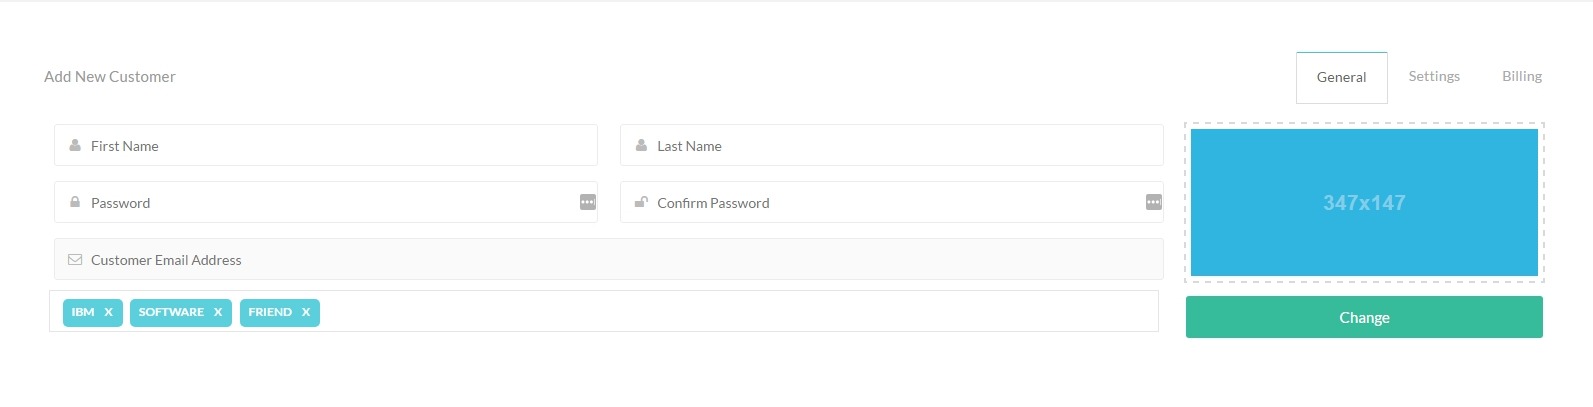 Add New Customer
General Settings Billing
First Name
Last Name
Password
Confirm Password
Customer Email Address
IBM X SOFTWARE X FRIEND X
347x147
Change